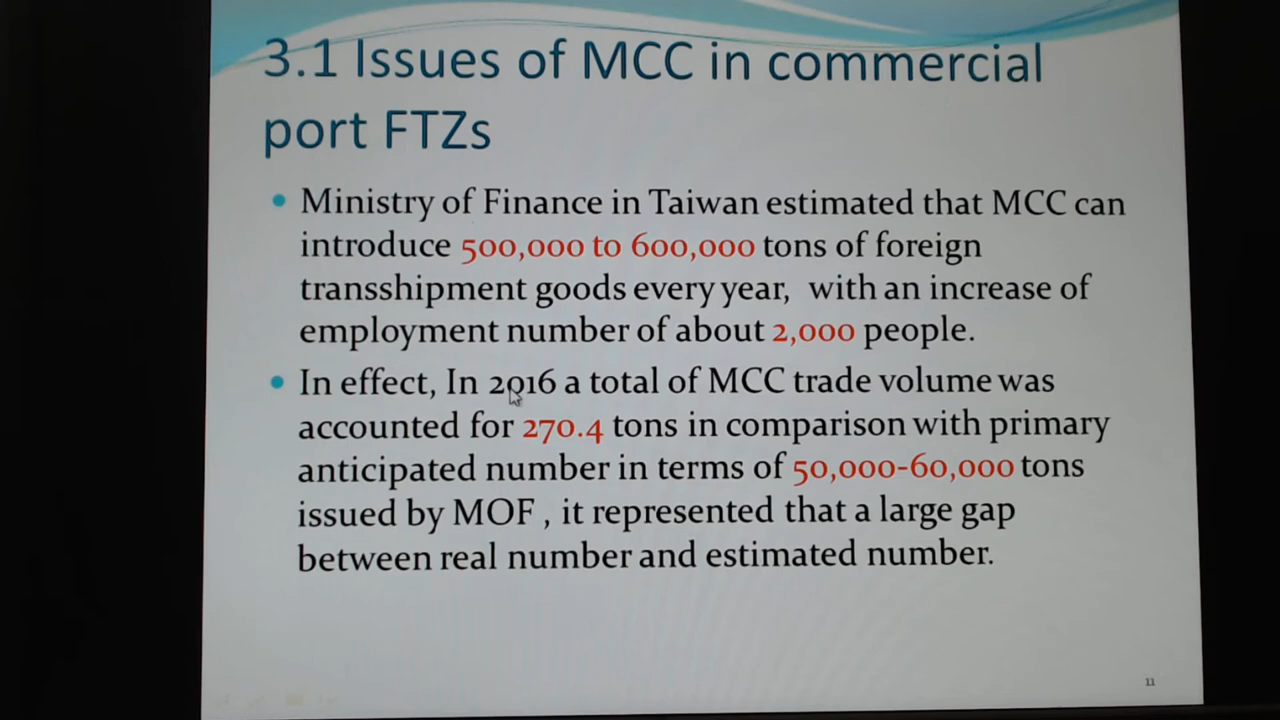 3.1 Issues of MCC in commercial
port FTZs
• Ministry of Finance in Taiwan estimated that MCC can
introduce 500,000 to 600,000 tons of foreign
transshipment goods every year, with an increase of
employment number of about 2,000 people.
• In effect, In 2016 a total of MCC trade volume was
accounted for 270.4 tons in comparison with primary
anticipated number in terms of 50,000-60,000 tons
issued by MOF , it represented that a large gap
between real number and estimated number.
11